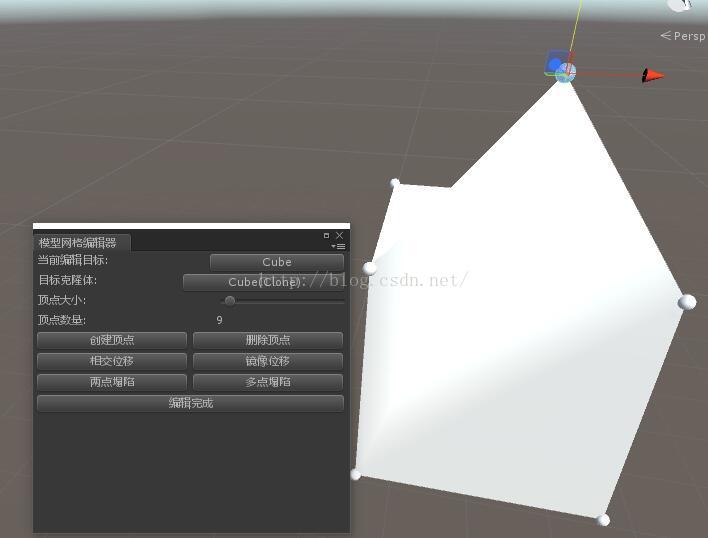 Persp
模型网格编辑器
当前编辑目标: Cube
目标克隆体: Cube(Clone)
http://blog.csdn.net/
顶点大小:
顶点数量: 9
创建顶点 删除顶点
相交位移 镜像位移
两点塌陷 多点塌陷
编辑完成